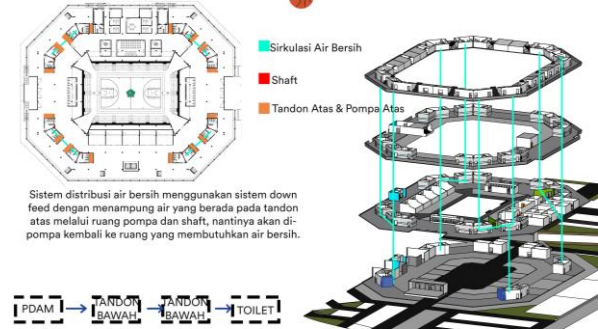 Sirkulasi Air Bersih
Shaft
Tandon Atas & Pompa Atas
Sistem distribusi air bersih menggunakan sistem down
feed dengan menampung air yang berada pada tandon
atas melalui ruang pompa dan shaft, nantinya akan di-
pompa kembali ke ruang yang membutuhkan air bersih.
PDAM
TANDON
BAWAH
TANDON
BAWAH
TOILET